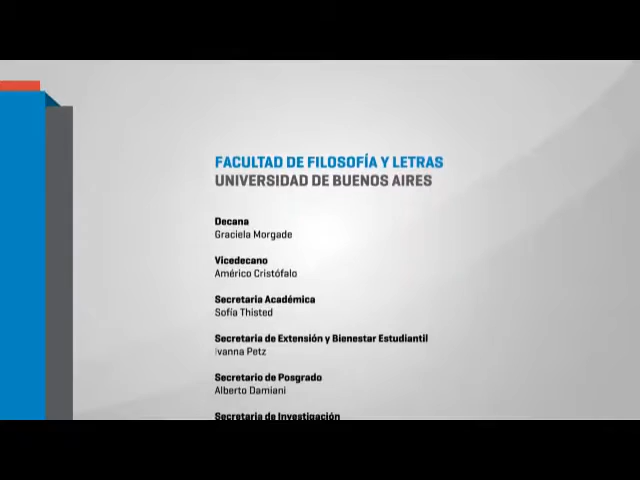 FACULTAD DE FILOSOFÍA Y LETRAS
UNIVERSIDAD DE BUENOS AIRES
Decana
Graciela Morgade
Vicedecano
Américo Cristófalo
Secretaria Académica
Sofía Thisted
Secretaria de Extensión y Bienestar Estudiantil
Ivanna Petz
Secretario de Posgrado
Alberto Damiani
Secretaria de Investigación